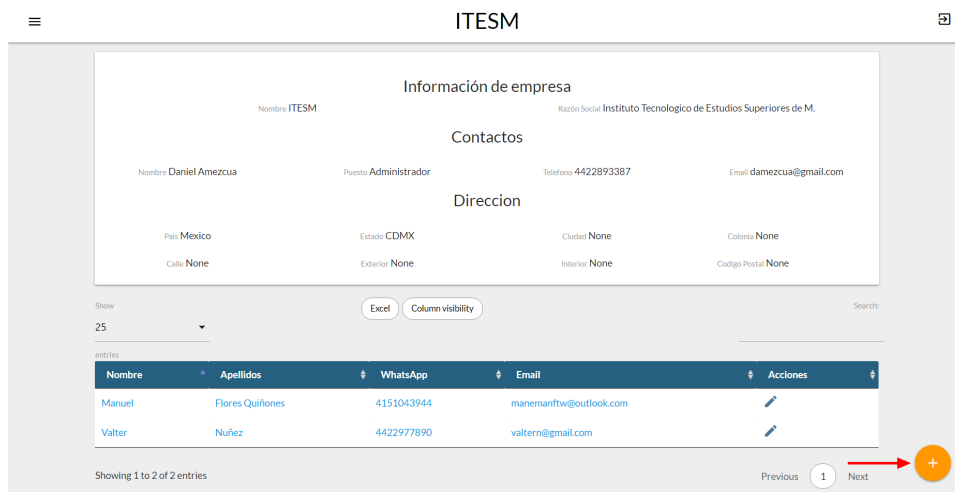 ITESM
Información de empresa
Nombre ITESM Razón Social Instituto Tecnologico de Estudios Superiores de M.
Contactos
Nombre Daniel Amezcua Puesto Administrador Telefono 4422893387 Email damezcua@gmail.com
Direccion
País Mexico Estado CDMX Ciudad None Colonia None
Calle None Exterior None Interior None Codigo Postal None
Show Excel Column visibility Search:
25
entries
Nombre Apellidos WhatsApp Email Acciones
Manuel Flores Quiñones 4151043944 manemanftw@outlook.com
Valter Nuñez 4422977890 valtern@gmail.com
Showing 1 to 2 of 2 entries Previous 1 Next
+